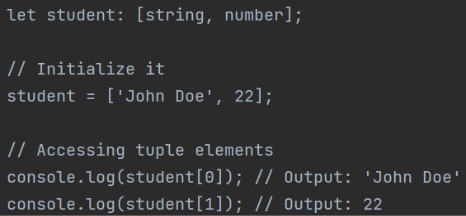 let student: [string, number];
// Initialize it
student = ['John Doe', 22];
// Accessing tuple elements
console.log(student[0]); // Output: 'John Doe'
console.log(student[1]); // Output: 22